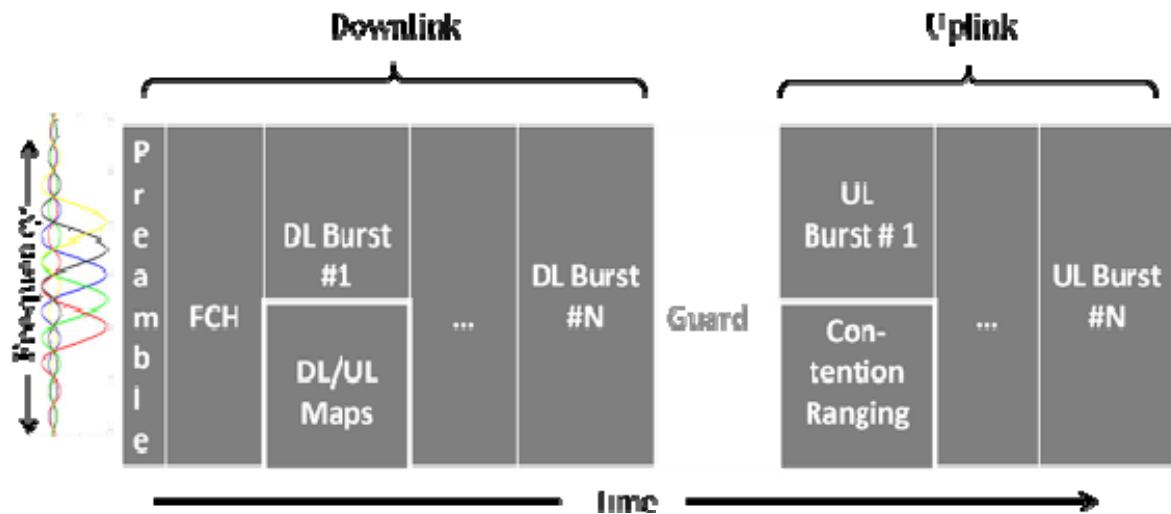 Downlink
Uplink
Frequency
Preamble
FCH
DL Burst
#1
DL/UL
Maps
...
DL Burst
#N
Guard
UL
Burst # 1
Con-
tention
Ranging
...
UL Burst
#N
Time